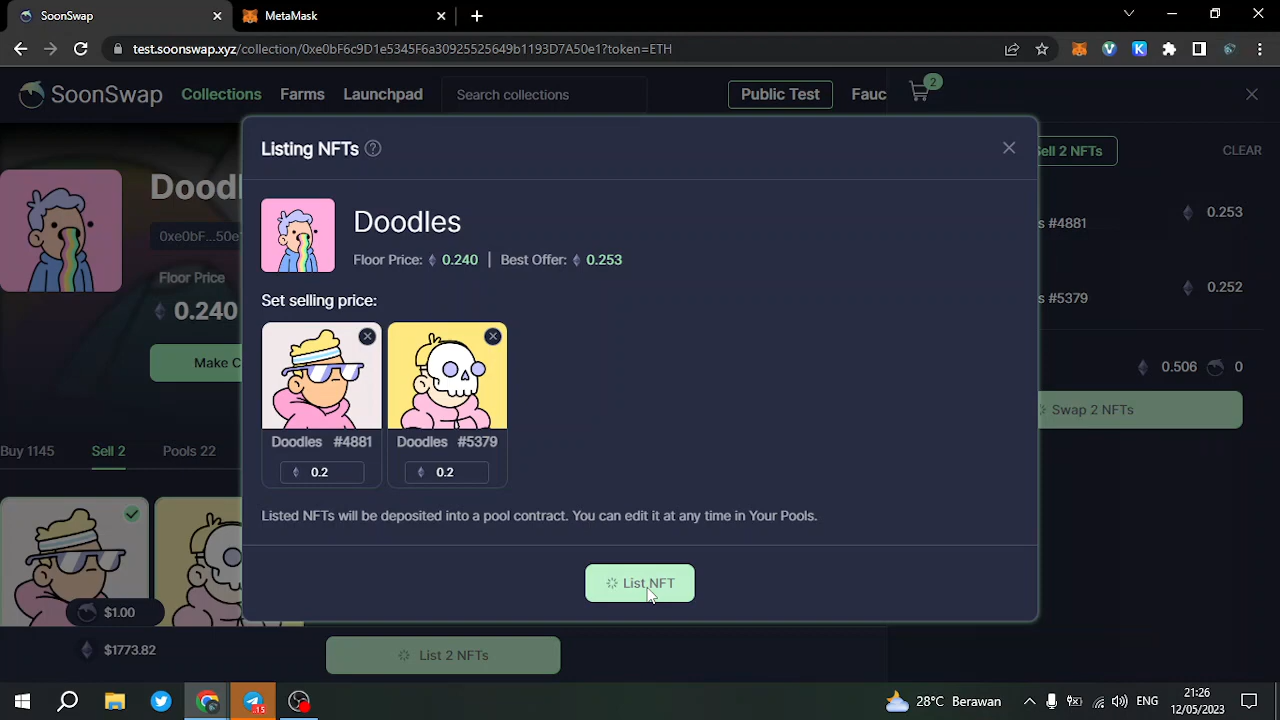 SoonSwap
MetaMask
test.soonswap.xyz/collection/0x0bF6c9D1e5345F6a30925525649b1193D7A50e1?token=ETH
SoonSwap Collections Farms Launchpad Search collections Public Test Fauc 2
Listing NFTs
Sell 2 NFTs CLEAR
Doodles
Floor Price: 0.240 | Best Offer: 0.253
Set selling price:
Doodles #4881
0.2
Doodles #5379
0.2
Listed NFTs will be deposited into a pool contract. You can edit it at any time in Your Pools.
List NFT
Doodl
0x0bF...50e
Floor Price
0.240
Make C
Buy 1145 Sell 2 Pools 22
s #4881 0.253
s #5379 0.252
0.506 0
Swap 2 NFTs
$1.00
$1773.82
List 2 NFTs
15
28°C Berawan
ENG
21:26
12/05/2023